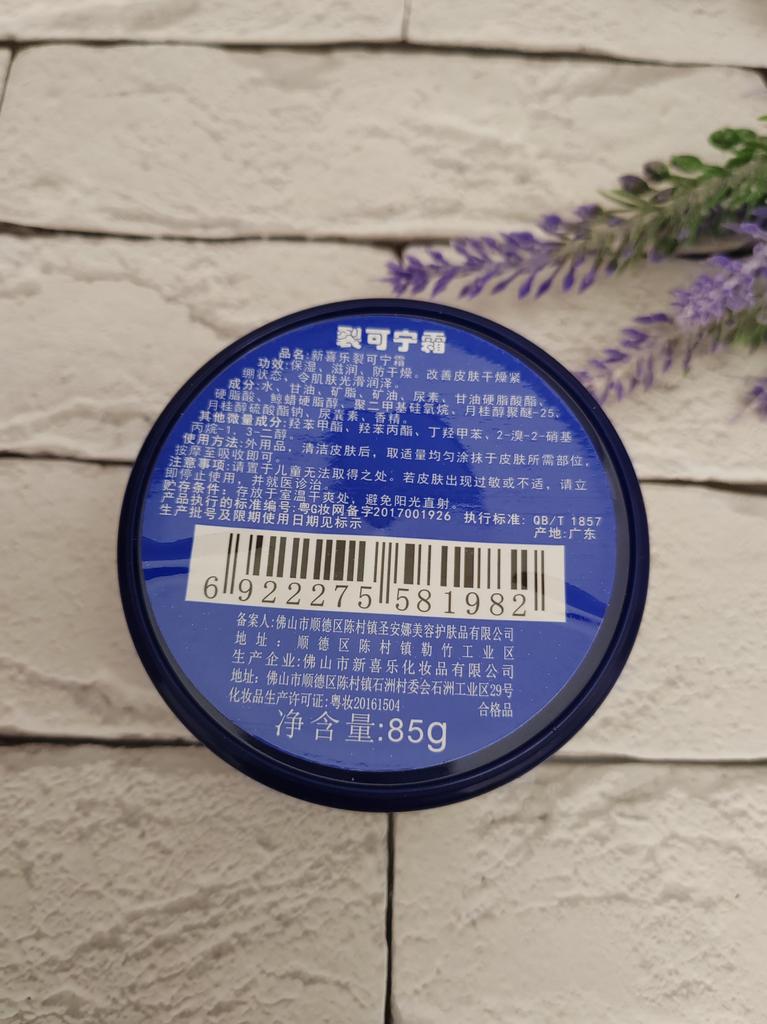 裂可宁霜
品名:新喜乐裂可宁霜
功效:保湿、滋润、防干燥。改善皮肤干燥紧
绷状态、令肌肤光滑润泽。
成分:水、甘油、矿脂、矿油、尿素、甘油硬脂酸酯、
硬脂酸、鲸蜡硬脂醇、聚二甲基硅氧烷、月桂醇聚醚-25、
月桂醇硫酸酯钠、尿囊素、香精。
其他微量成分:羟苯甲酯、羟苯丙酯、丁羟甲苯、2-溴-2-硝基
丙烷-1,3-二醇。
使用方法:外用品,清洁皮肤后,取适量均匀涂抹于皮肤所需部位,
按摩至吸收即可。
注意事项:请置于儿童无法取得之处。若皮肤出现过敏或不适,请立
即停止使用,并就医诊治。
贮存条件:存放于室温干爽处,避免阳光直射。
产品执行的标准编号:粤G妆网备字2017001926 执行标准:QB/T 1857
生产批号及限期使用日期见标示 产地:广东
6 922275 581982
备案人:佛山市顺德区陈村镇圣安娜美容护肤品有限公司
地址:顺德区陈村镇勒竹工业区
生产企业:佛山市新喜乐化妆品有限公司
地址:佛山市顺德区陈村镇石洲村委会石洲工业区29号
化妆品生产许可证:粤妆20161504 合格品
净含量:85g